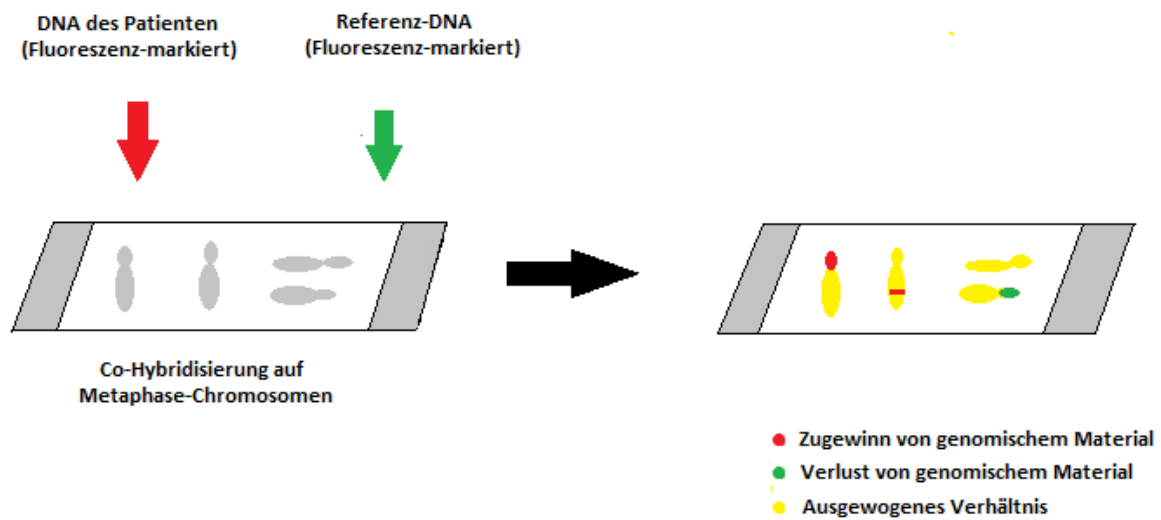 DNA des Patienten
(Fluoreszenz-markiert)
Referenz-DNA
(Fluoreszenz-markiert)
Co-Hybridisierung auf
Metaphase-Chromosomen
Zugewinn von genomischem Material
Verlust von genomischem Material
Ausgewogenes Verhältnis